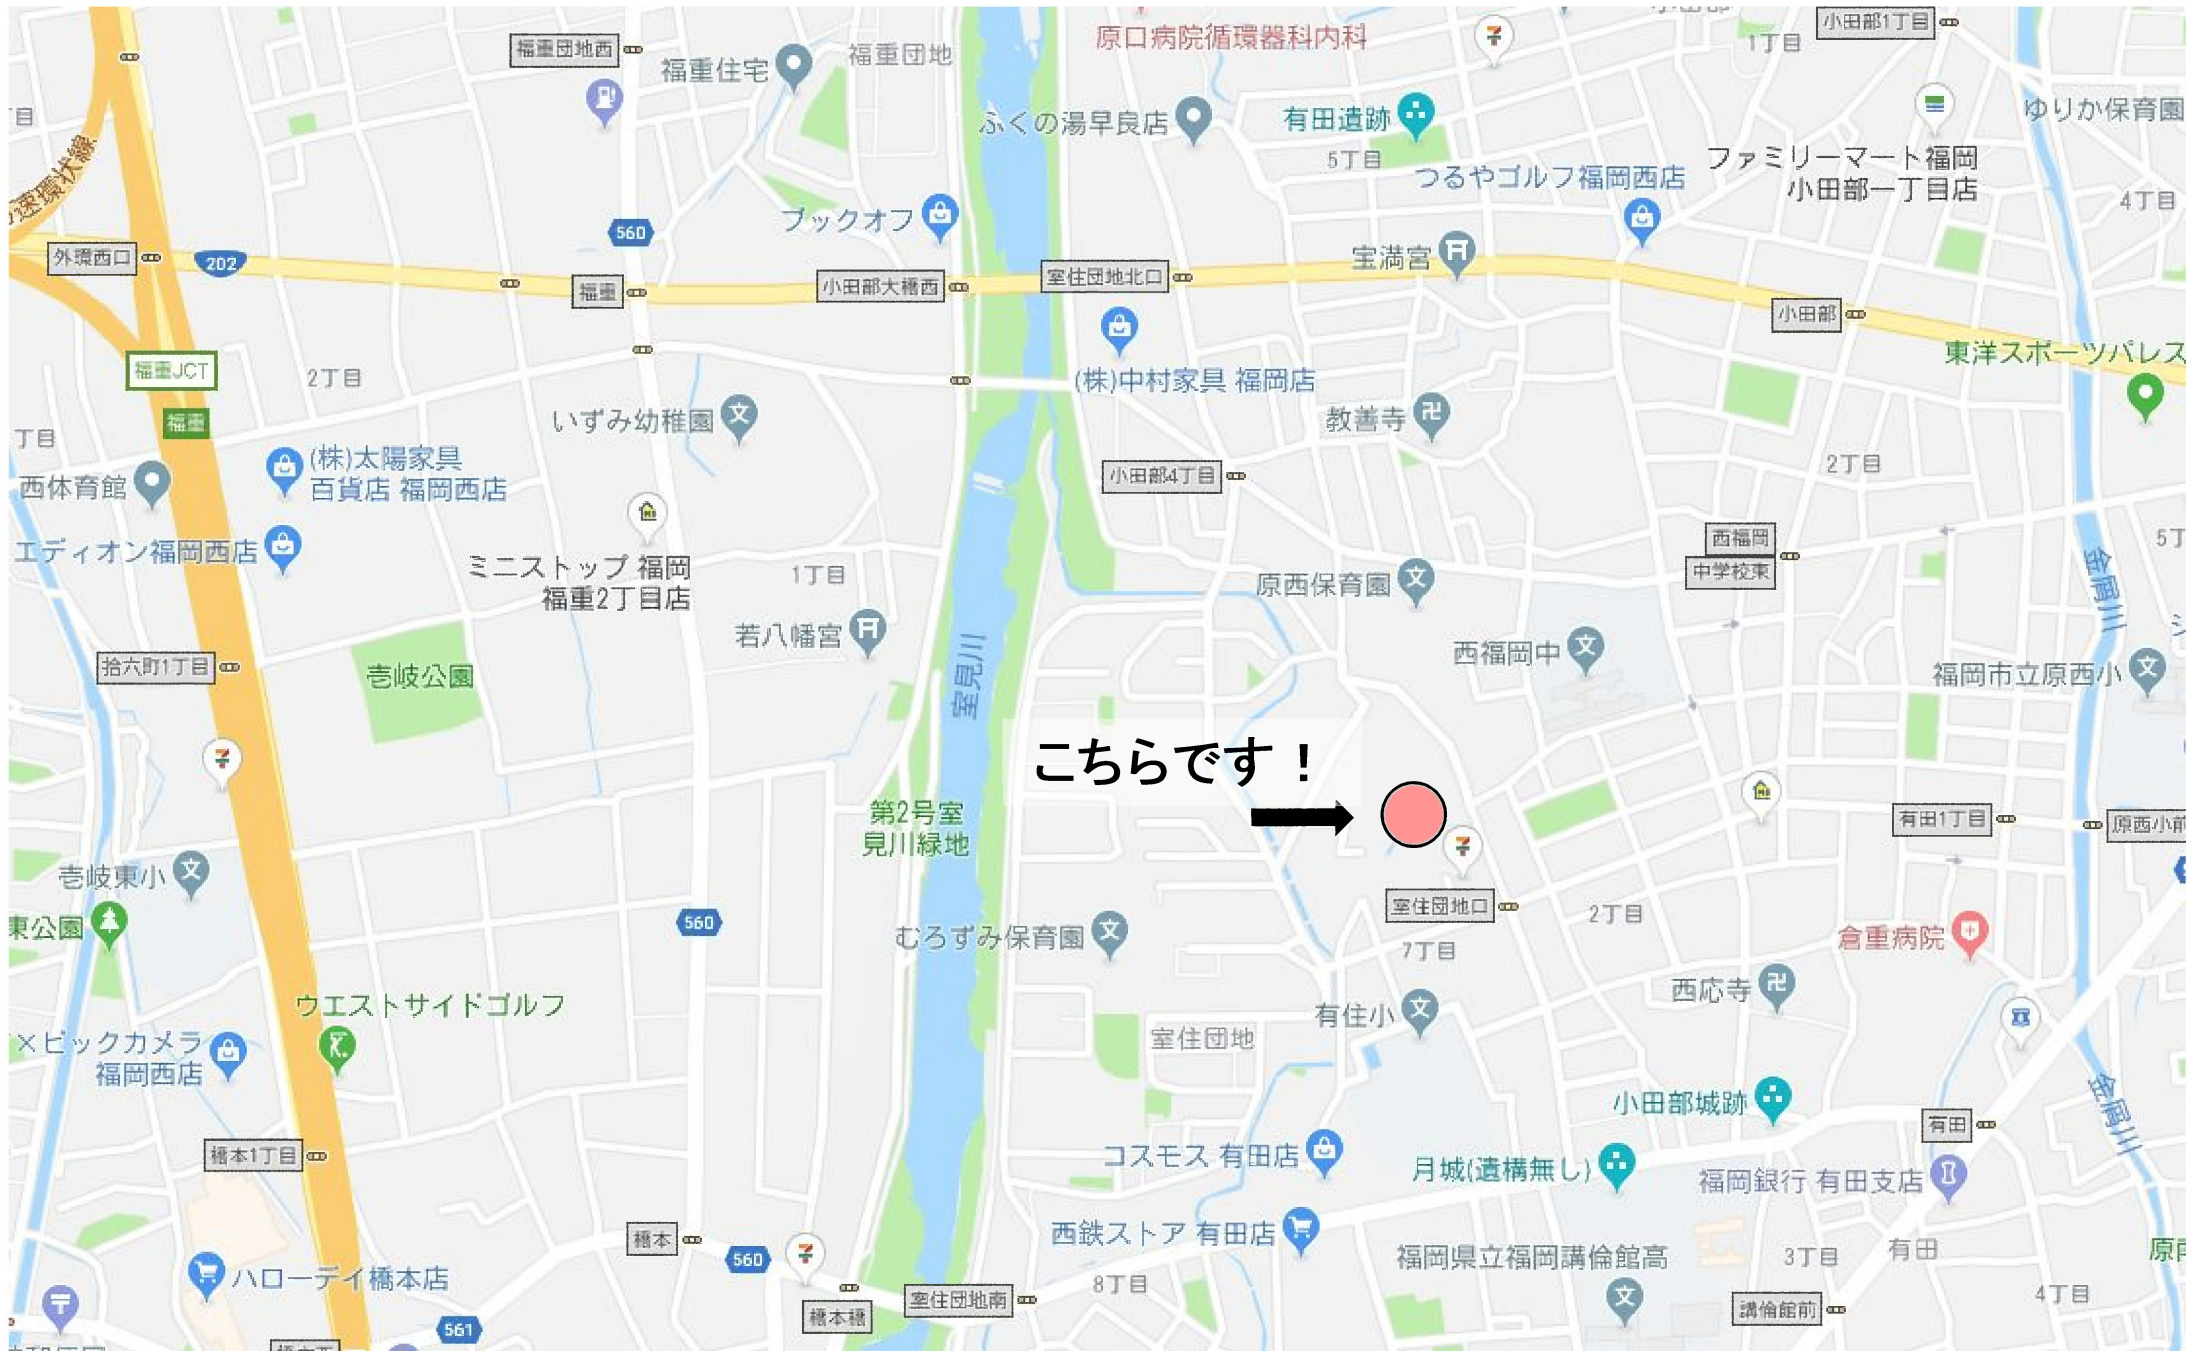 原口病院循環器科内科
小田部1丁目
1丁目
福重団地西
福重住宅
福重団地
目
ふくの湯早良店
有田遺跡
5丁目
ゆりか保育園
ファミリーマート福岡
小田部一丁目店
つるやゴルフ福岡西店
4丁目
速環状線
ブックオフ
560
外環西口
202
福重
小田部大橋西
室住団地北口
宝満宮
小田部
東洋スポーツパレス
福重JCT
福重
2丁目
(株)中村家具 福岡店
いずみ幼稚園
教善寺
丁目
(株)太陽家具
百貨店 福岡西店
西体育館
小田部4丁目
2丁目
エディオン福岡西店
ミニストップ 福岡
福重2丁目店
1丁目
西福岡
中学校東
金屑川
原西保育園
若八幡宮
西福岡中
拾六町1丁目
壱岐公園
室見川
福岡市立原西小
こちらです！
第2号室
見川緑地
有田1丁目
原西小前
壱岐東小
東公園
560
室住団地口
2丁目
むろずみ保育園
7丁目
倉重病院
西応寺
ウエストサイドゴルフ
有住小
室住団地
×ビックカメラ
福岡西店
小田部城跡
金屑川
有田
橋本1丁目
コスモス 有田店
月城(遺構無し)
福岡銀行 有田支店
橋本
560
西鉄ストア 有田店
福岡県立福岡講倫館高
3丁目
有田
ハローデイ橋本店
8丁目
室住団地南
橋本橋
講倫館前
4丁目
561